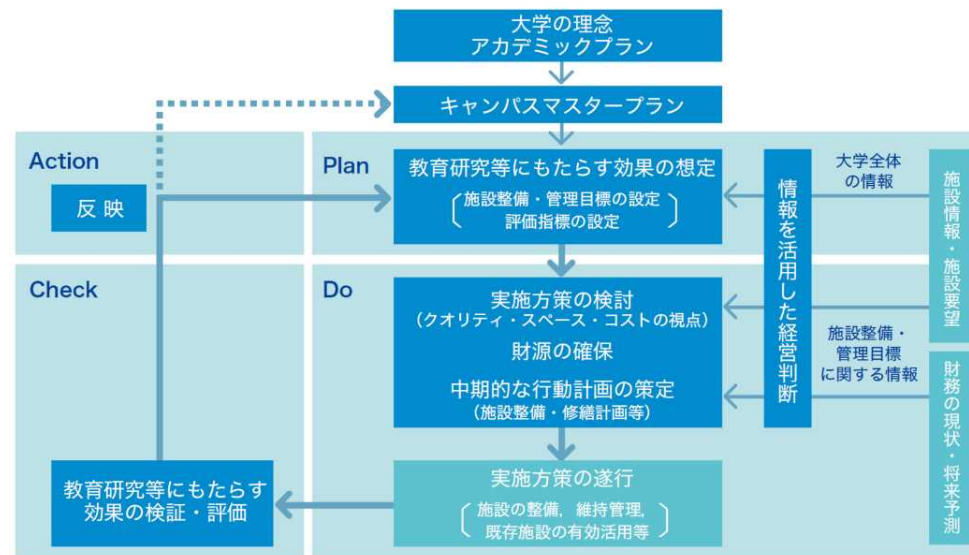 大学の理念
アカデミックプラン
キャンパスマスタープラン
Action
反 映
Plan
教育研究等にもたらす効果の想定
施設整備・管理目標の設定
評価指標の設定
情報を活用した経営判断
大学全体
の情報
施設情報・施設要望
Check
Do
実施方策の検討
（クオリティ・スペース・コストの視点）
財源の確保
中期的な行動計画の策定
（施設整備・修繕計画等）
施設整備・
管理目標
に関する情報
財務の現状・将来予測
教育研究等にもたらす
効果の検証・評価
実施方策の遂行
施設の整備，維持管理，
既存施設の有効活用等